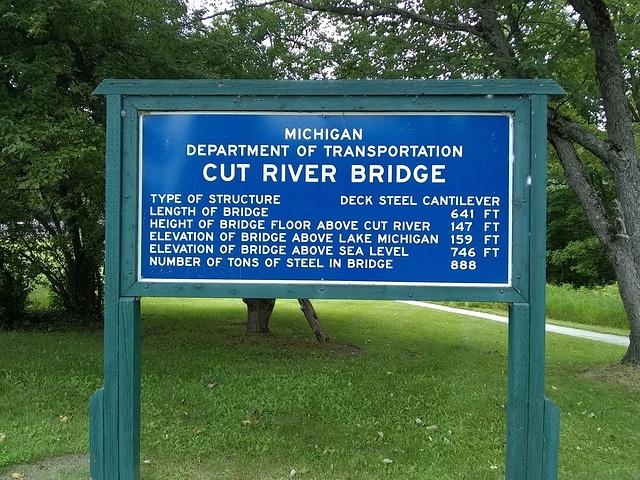 MICHIGAN
DEPARTMENT OF TRANSPORTATION
CUT RIVER BRIDGE
TYPE OF STRUCTURE DECK STEEL CANTILEVER
LENGTH OF BRIDGE 641 FT
HEIGHT OF BRIDGE FLOOR ABOVE CUT RIVER 147 FT
ELEVATION OF BRIDGE ABOVE LAKE MICHIGAN 159 FT
ELEVATION OF BRIDGE ABOVE SEA LEVEL 746 FT
NUMBER OF TONS OF STEEL IN BRIDGE 888